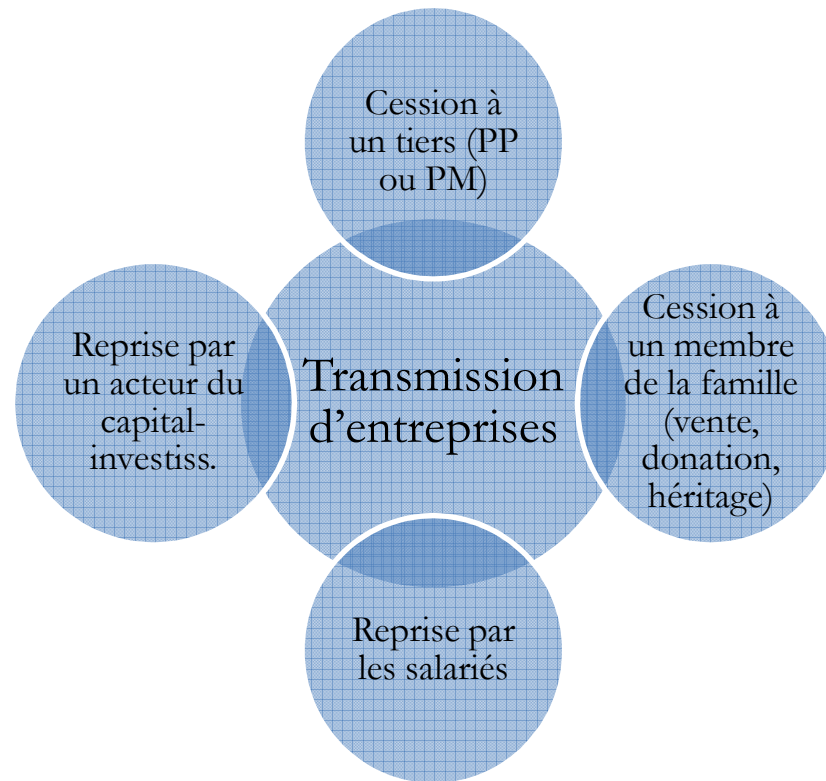 Cession à
un tiers (PP
ou PM)
Reprise par
un acteur du
capital-
investiss.
Transmission
d’entreprises
Cession à
un membre
de la famille
(vente,
donation,
héritage)
Reprise par
les salariés